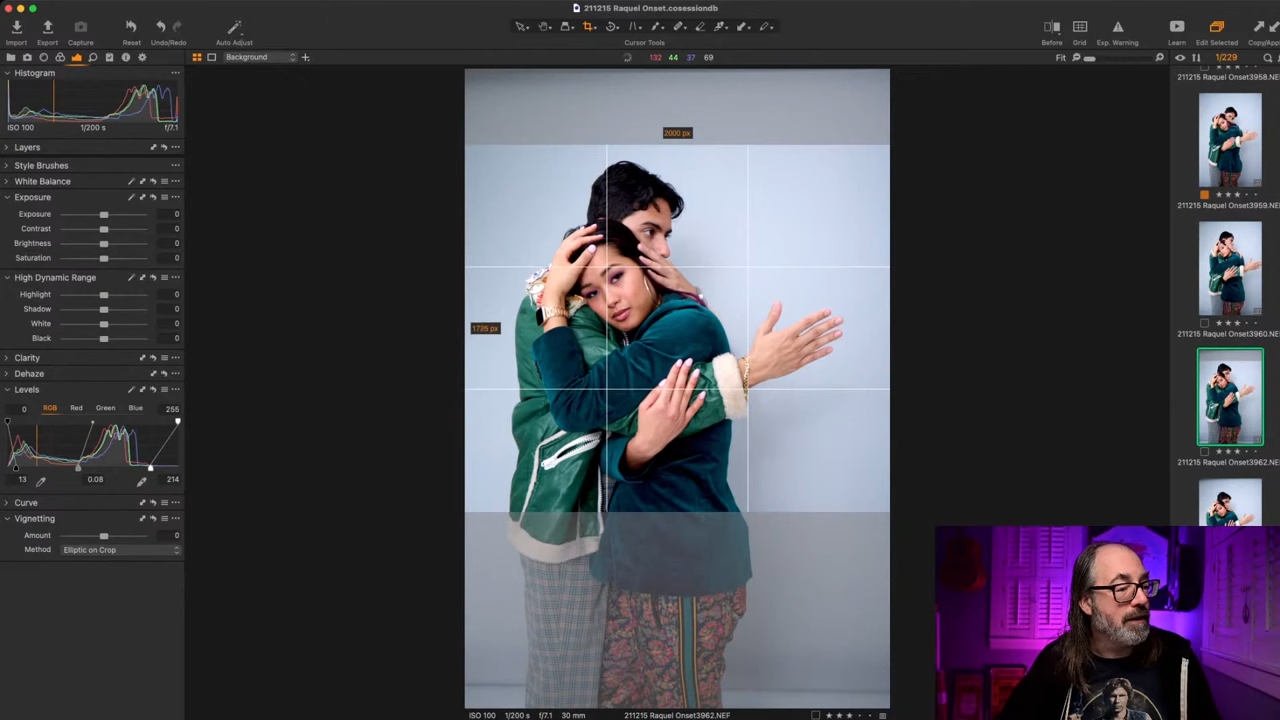 211215 Raquel Onset.cosessiondb
Import Export Capture Reset Undo/Redo Auto Adjust Cursor Tools Before Grid Exp. Warning Learn Edit Selected Copy/App
Background
132 44 37 69
Fit
1/229
Histogram
ISO 100 1/200 s f/7.1
Layers
Style Brushes
White Balance
Exposure
Exposure 0
Contrast 0
Brightness 0
Saturation 0
High Dynamic Range
Highlight 0
Shadow 0
White 0
Black 0
Clarity
Dehaze
Levels
0 RGB Red Green Blue 255
13 0.08 214
Curve
Vignetting
Amount 0
Method Elliptic on Crop
2000 px
1725 px
ISO 100 1/200 s f/7.1 30 mm 211215 Raquel Onset3962.NEF
211215 Raquel Onset3958.NEF
211215 Raquel Onset3959.NEF
211215 Raquel Onset3960.NEF
211215 Raquel Onset3962.NEF